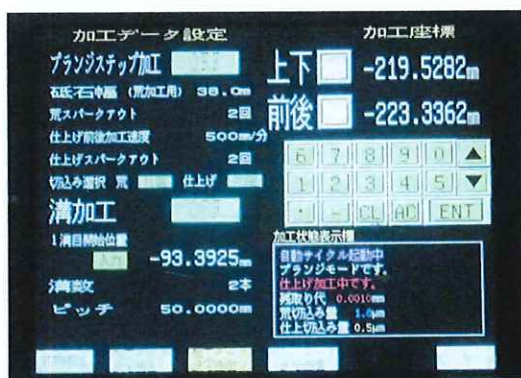 加工データ設定
プランジステップ加工
砥石幅 (荒加工用) 38.0mm
荒スパークアウト 2回
仕上げ前後加工速度 500mm/分
仕上げスパークアウト 2回
切込み選択 荒 仕上げ
溝加工
1溝目開始位置
入力 -93.3925mm
溝数 2本
ピッチ 50.0000mm
加工座標
上下 -219.5282mm
前後 -223.3362mm
6 7 8 9 0 ▲
1 2 3 4 5 ▼
. - CL AC ENT
加工状態表示欄
自動サイクル起動中
プランジモードです。
仕上げ加工中です。
残取り代 0.0010mm
荒切込み量 1.0μm
仕上切込み量 0.5μm